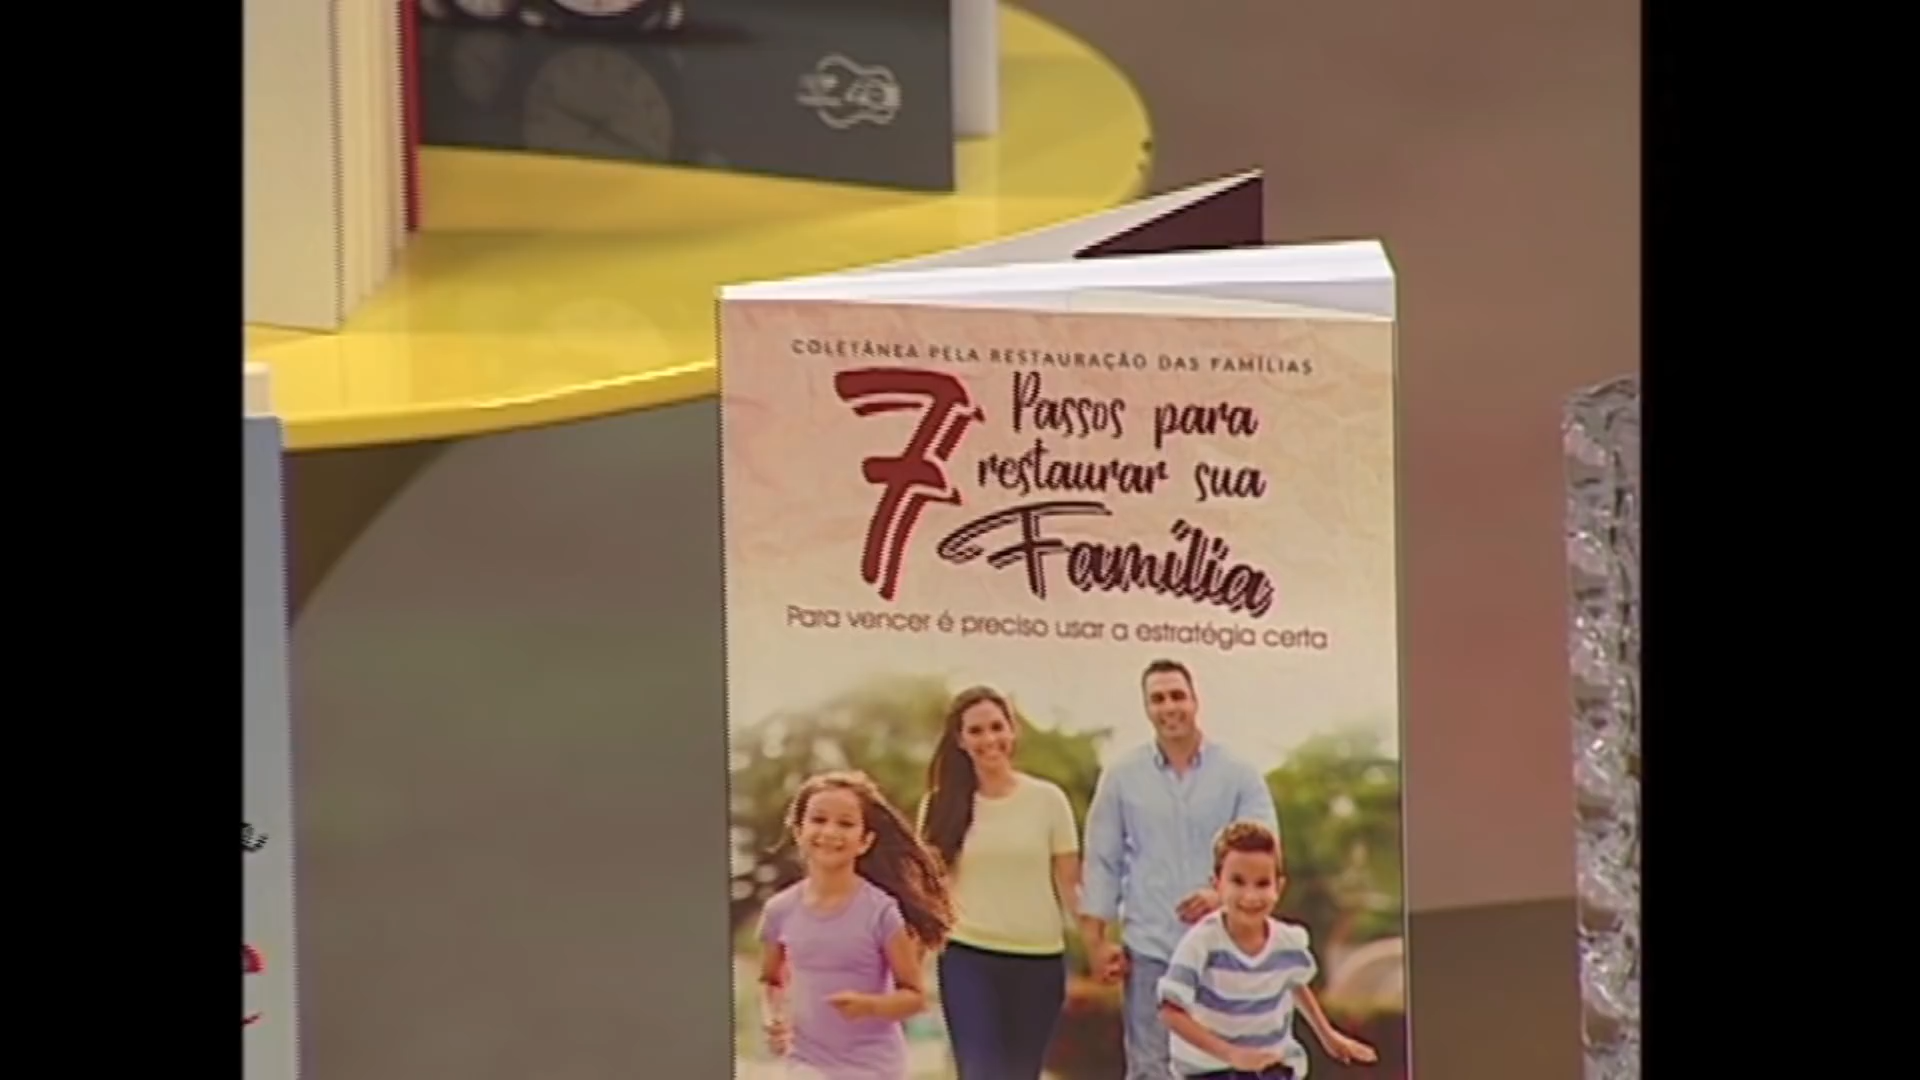 COLETÂNEA PELA RESTAURAÇÃO DAS FAMÍLIAS
7 Passos para
restaurar sua
Família
Para vencer é preciso usar a estratégia certa